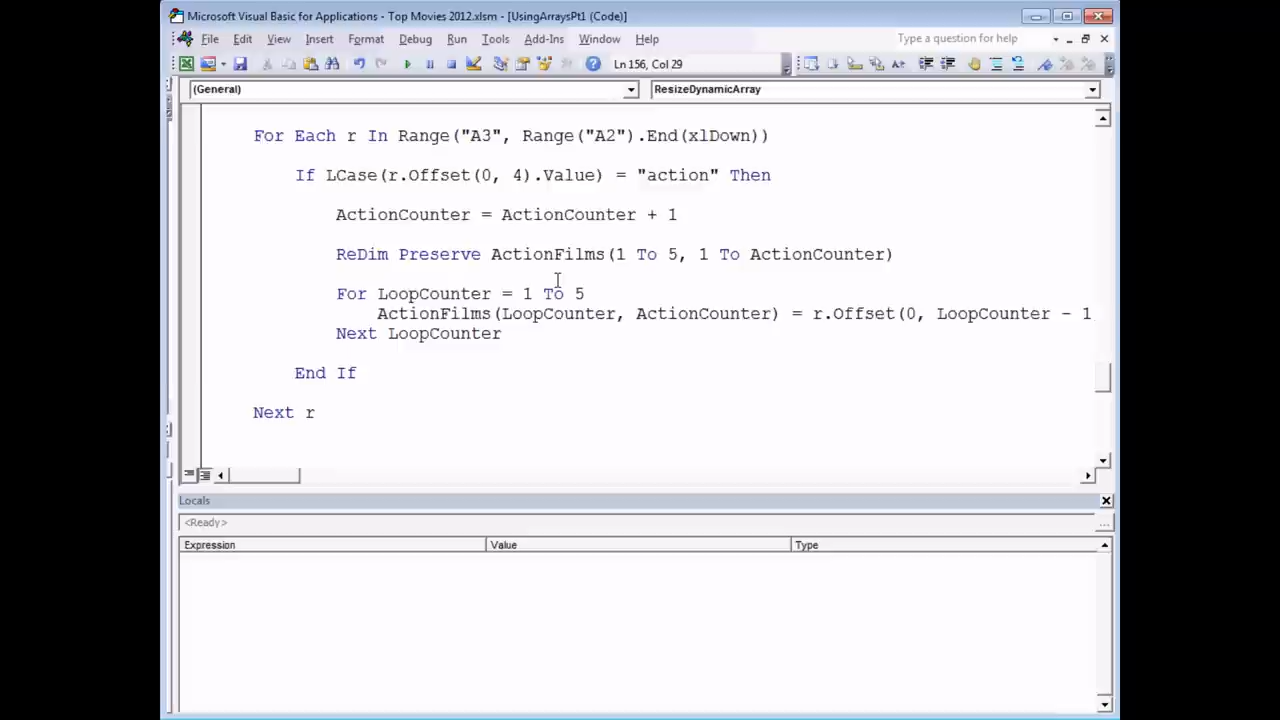 Microsoft Visual Basic for Applications - Top Movies 2012.xlsm - [UsingArraysPt1 (Code)]
File Edit View Insert Format Debug Run Tools Add-Ins Window Help Type a question for help
Ln 156, Col 29
(General) ResizeDynamicArray
For Each r In Range("A3", Range("A2").End(xlDown))
If LCase(r.Offset(0, 4).Value) = "action" Then
ActionCounter = ActionCounter + 1
ReDim Preserve ActionFilms(1 To 5, 1 To ActionCounter)
For LoopCounter = 1 To 5
ActionFilms(LoopCounter, ActionCounter) = r.Offset(0, LoopCounter - 1
Next LoopCounter
End If
Next r
Locals
<Ready>
Expression Value Type